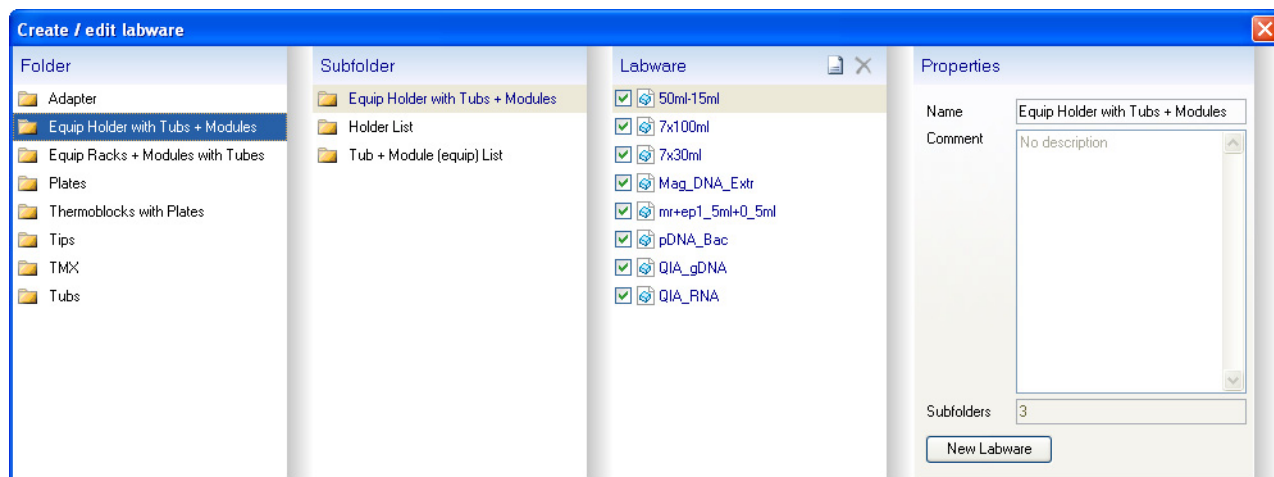 Create / edit labware
Folder
Adapter
Equip Holder with Tubs + Modules
Equip Racks + Modules with Tubes
Plates
Thermoblocks with Plates
Tips
TMX
Tubs
Subfolder
Equip Holder with Tubs + Modules
Holder List
Tub + Module (equip) List
Labware
50ml-15ml
7x100ml
7x30ml
Mag_DNA_Extr
mr+ep1_5ml+0_5ml
pDNA_Bac
QIA_gDNA
QIA_RNA
Properties
Name Equip Holder with Tubs + Modules
Comment No description
Subfolders 3
New Labware